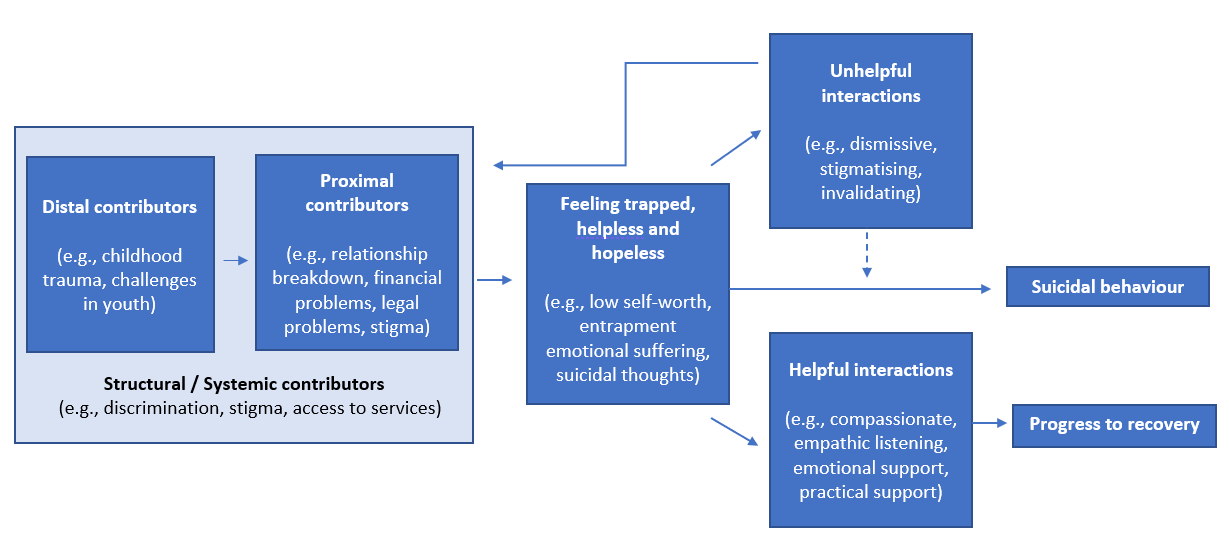 Distal contributors
(e.g., childhood
trauma, challenges
in youth)
Proximal
contributors
(e.g., relationship
breakdown, financial
problems, legal
problems, stigma)
Structural / Systemic contributors
(e.g., discrimination, stigma, access to services)
Feeling trapped,
helpless and
hopeless
(e.g., low self-worth,
entrapment
emotional suffering,
suicidal thoughts)
Unhelpful
interactions
(e.g., dismissive,
stigmatising,
invalidating)
Suicidal behaviour
Helpful interactions
(e.g., compassionate,
empathic listening,
emotional support,
practical support)
Progress to recovery